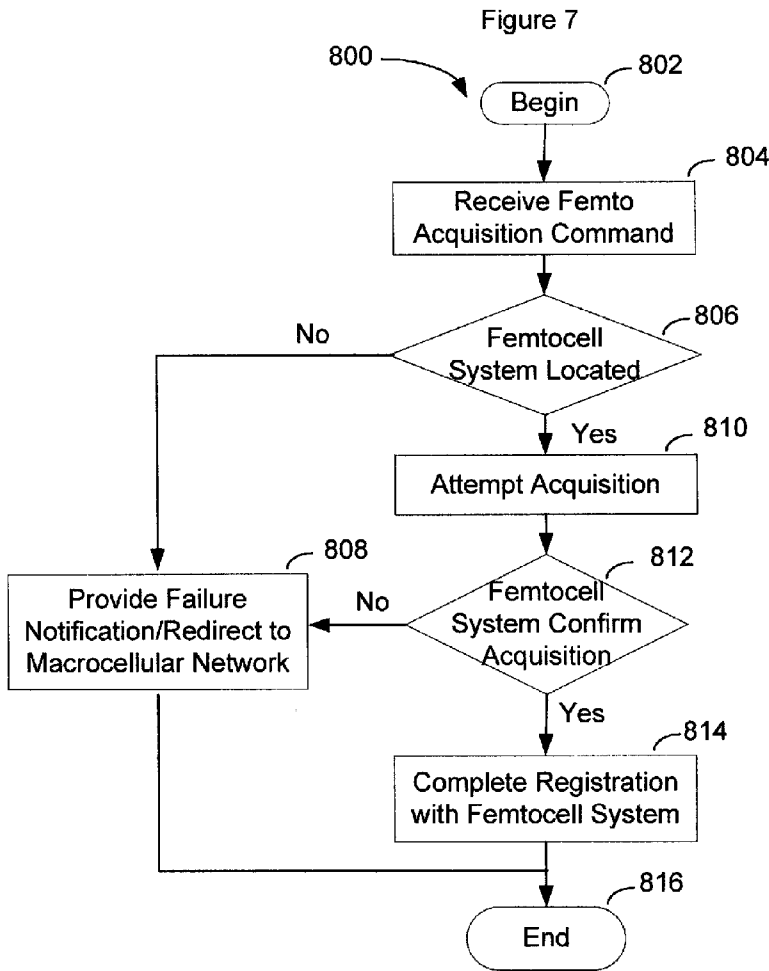 Figure 7
800
802
Begin
804
Receive Femto
Acquisition Command
806
Femtocell
System Located
No
Yes
810
Attempt Acquisition
808
Provide Failure
Notification/Redirect to
Macrocellular Network
812
Femtocell
System Confirm
Acquisition
No
Yes
814
Complete Registration
with Femtocell System
816
End